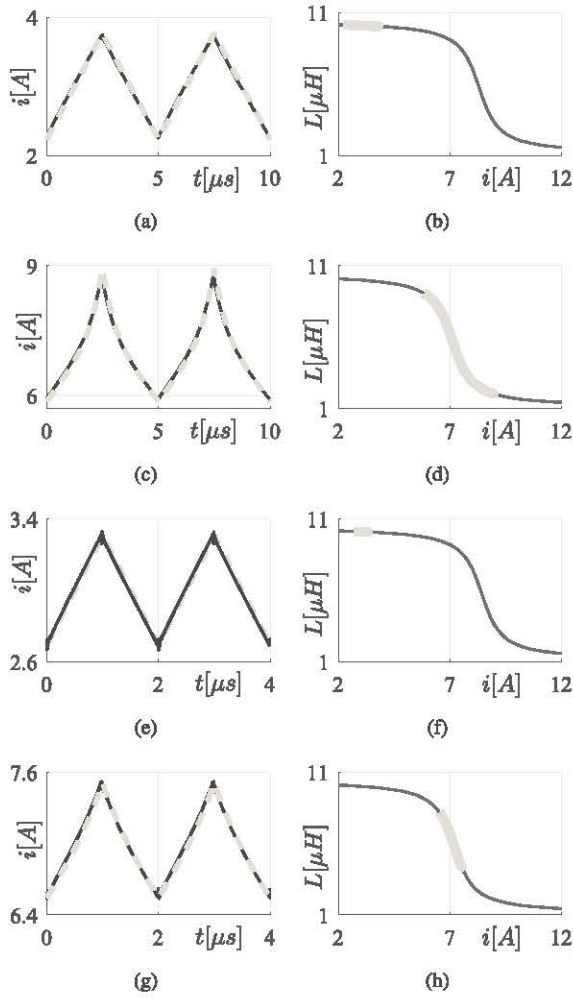 4
i[A]
2
0 5 t[μs] 10
(a)
11
L[μH]
1
2 7 i[A] 12
(b)
9
i[A]
6
0 5 t[μs] 10
(c)
11
L[μH]
1
2 7 i[A] 12
(d)
3.4
i[A]
2.6
0 2 t[μs] 4
(e)
11
L[μH]
1
2 7 i[A] 12
(f)
7.6
i[A]
6.4
0 2 t[μs] 4
(g)
11
L[μH]
1
2 7 i[A] 12
(h)